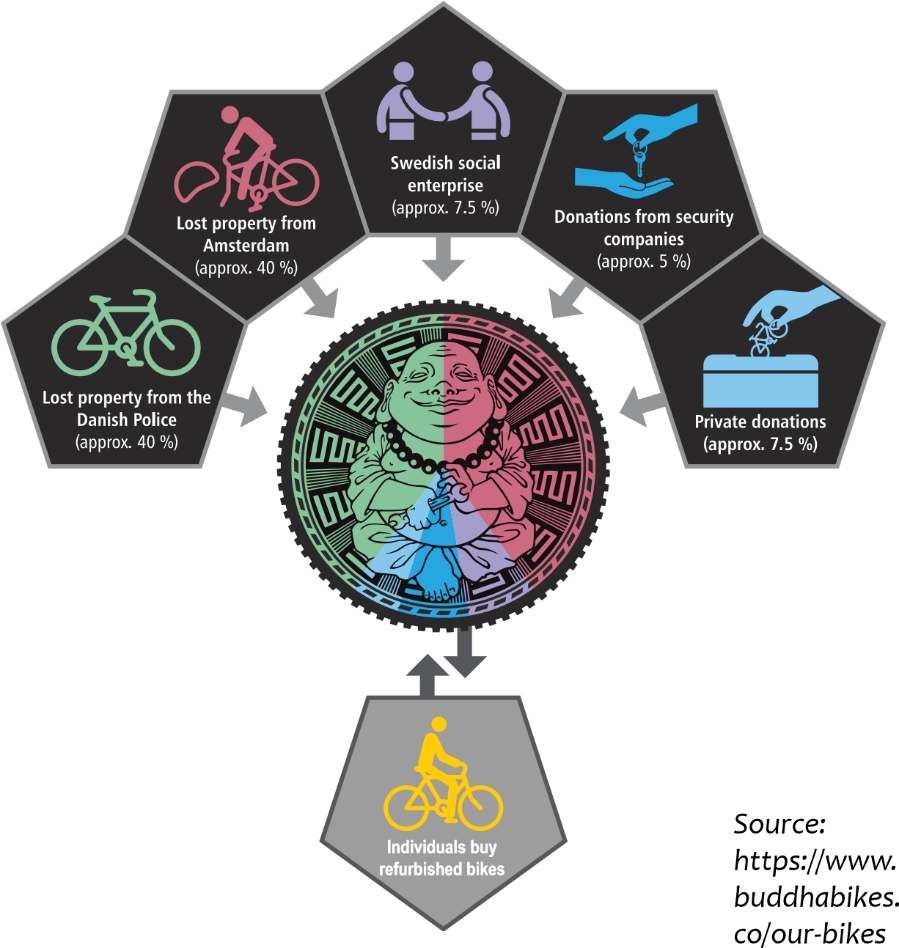 Swedish social
enterprise
(approx. 7.5 %)
Lost property from
Amsterdam
(approx. 40 %)
Donations from security
companies
(approx. 5 %)
Lost property from the
Danish Police
(approx. 40 %)
Private donations
(approx. 7.5 %)
Individuals buy
refurbished bikes
Source:
https://www.
buddhabikes.
co/our-bikes